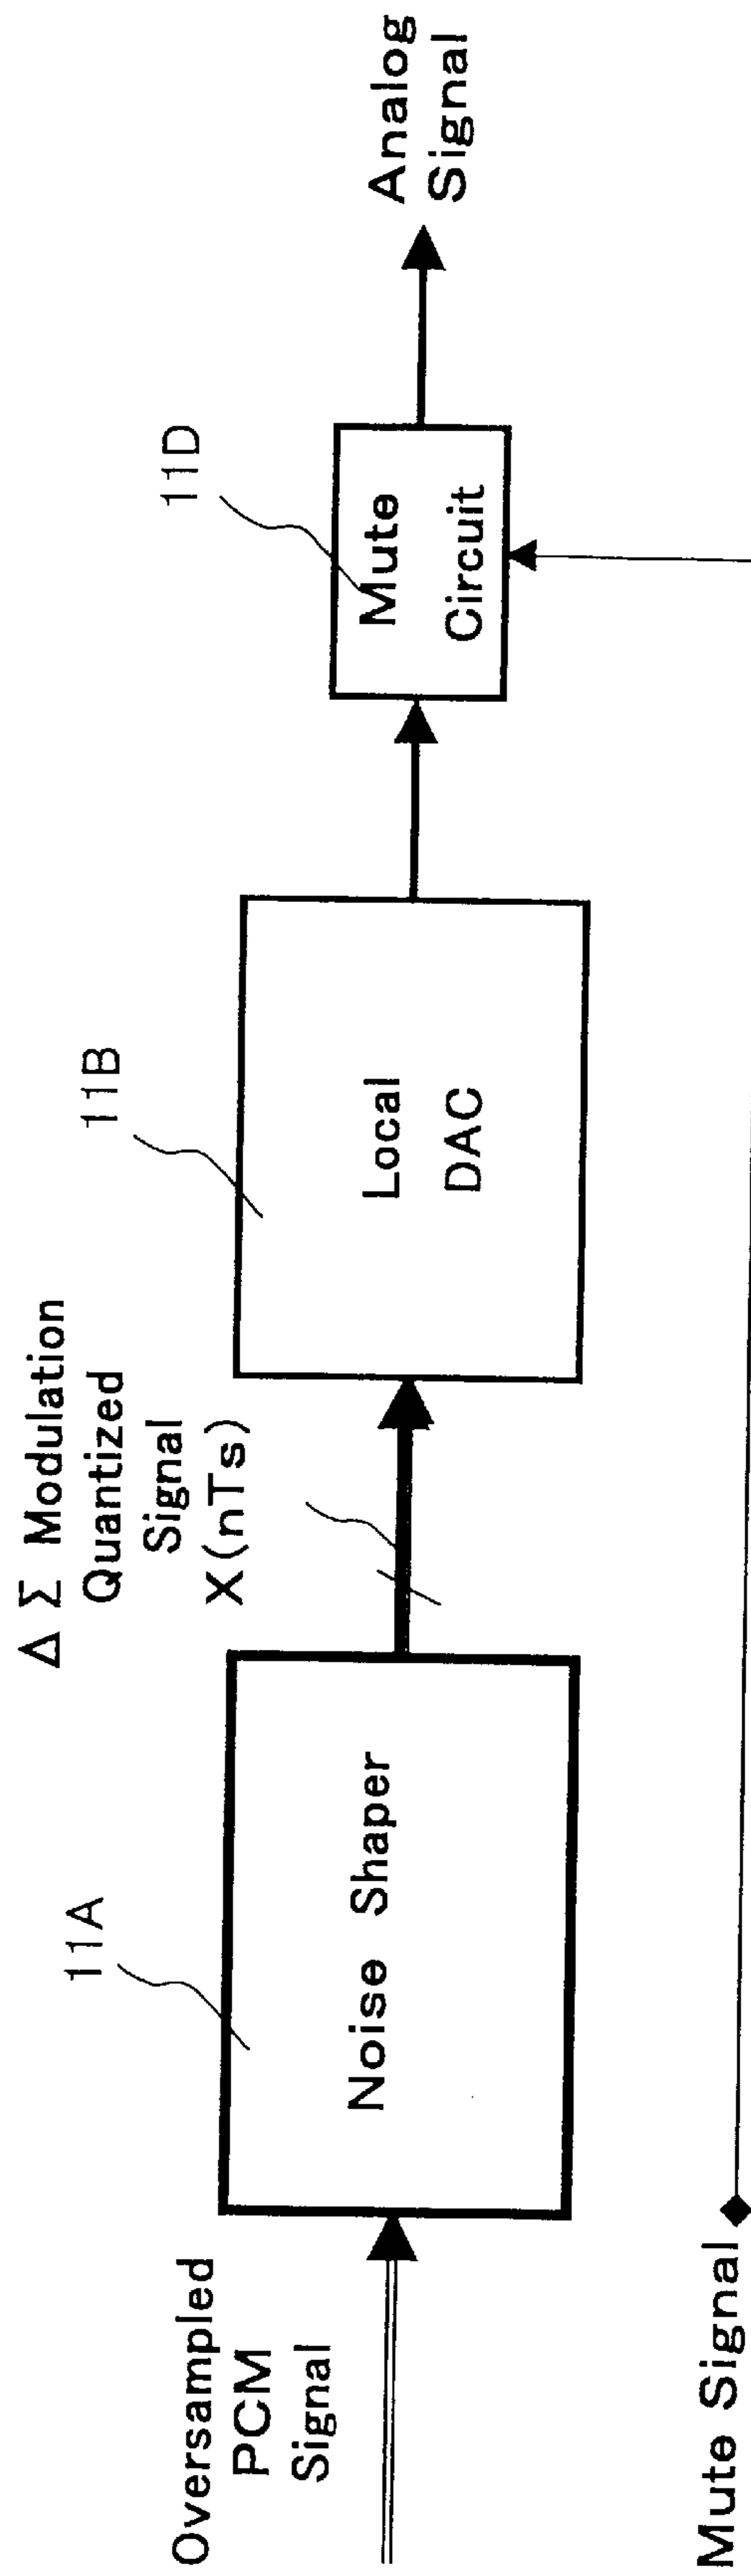 Oversampled
PCM
Signal
11A
Noise Shaper
Δ Σ Modulation
Quantized
Signal
X(nTs)
11B
Local
DAC
11D
Mute
Circuit
Analog
Signal
Mute Signal